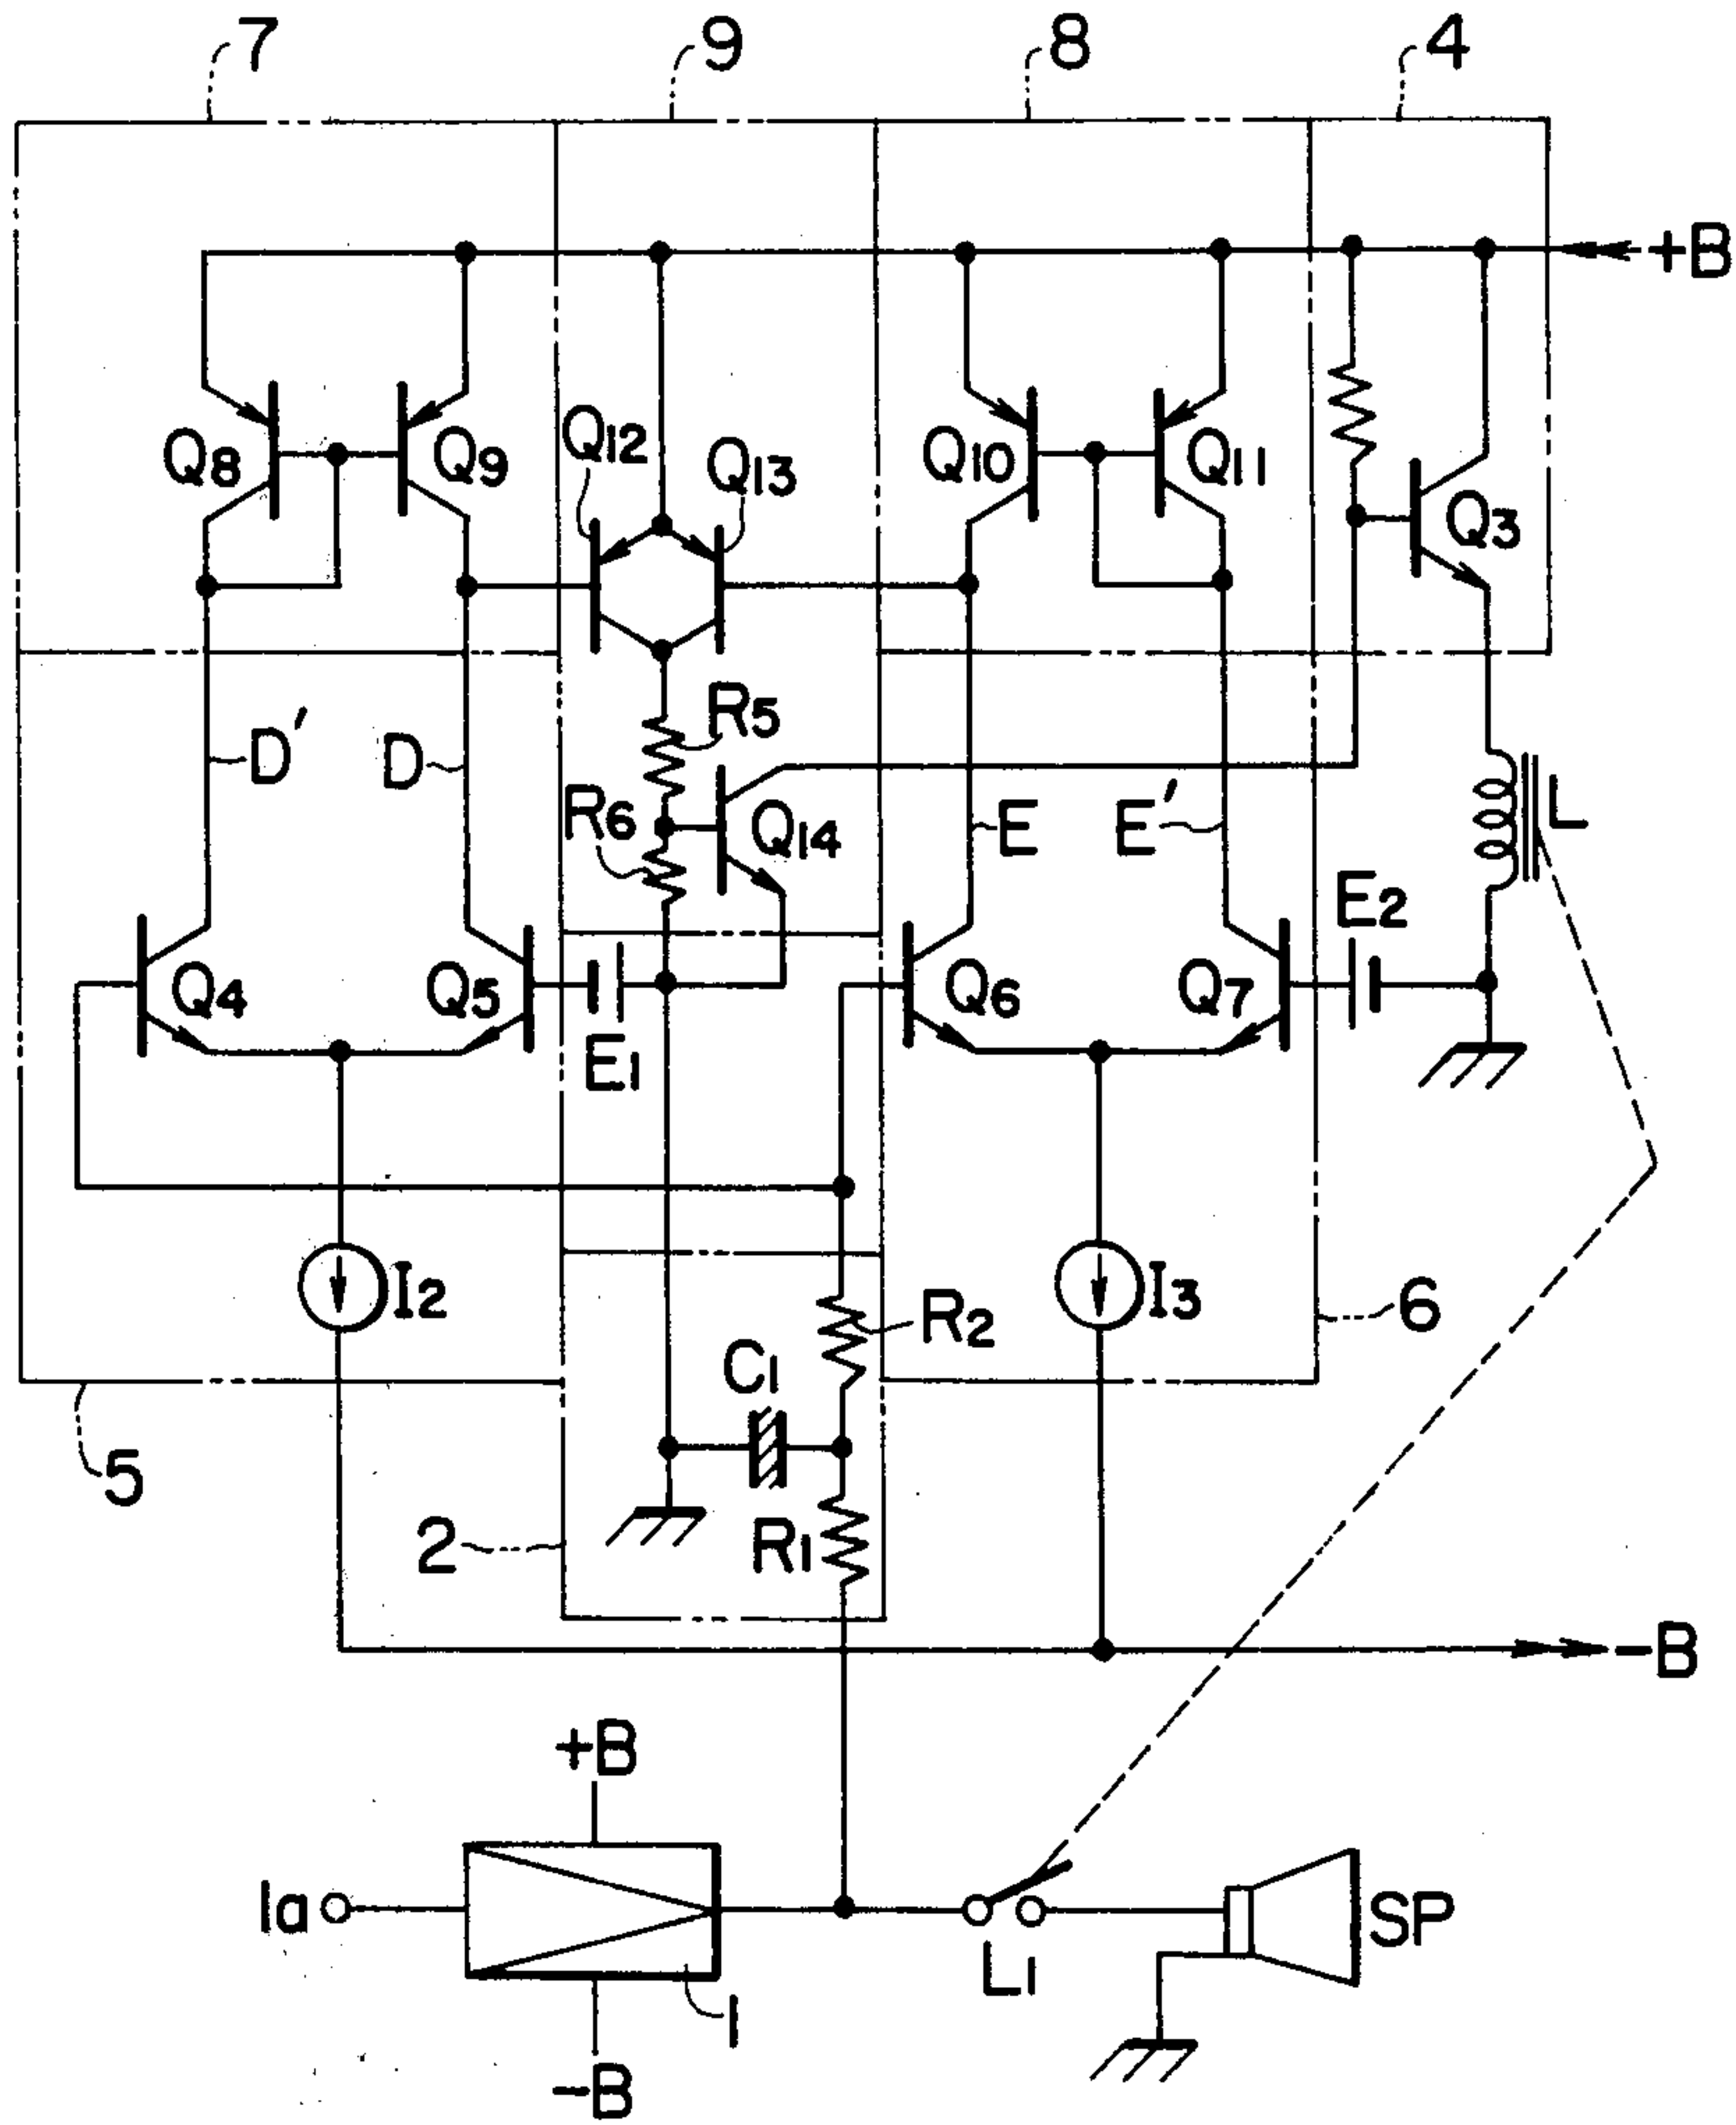 7 9 8 4
+B
Q8 Q9 Q12 Q13 Q10 Q11 Q3
D' D R5 R6 Q14 E E' L
Q4 Q5 E1 Q6 Q7 E2
I2 I3 6
R2
C1
5 2 R1
-B
+B
Ia L1 SP
1
-B